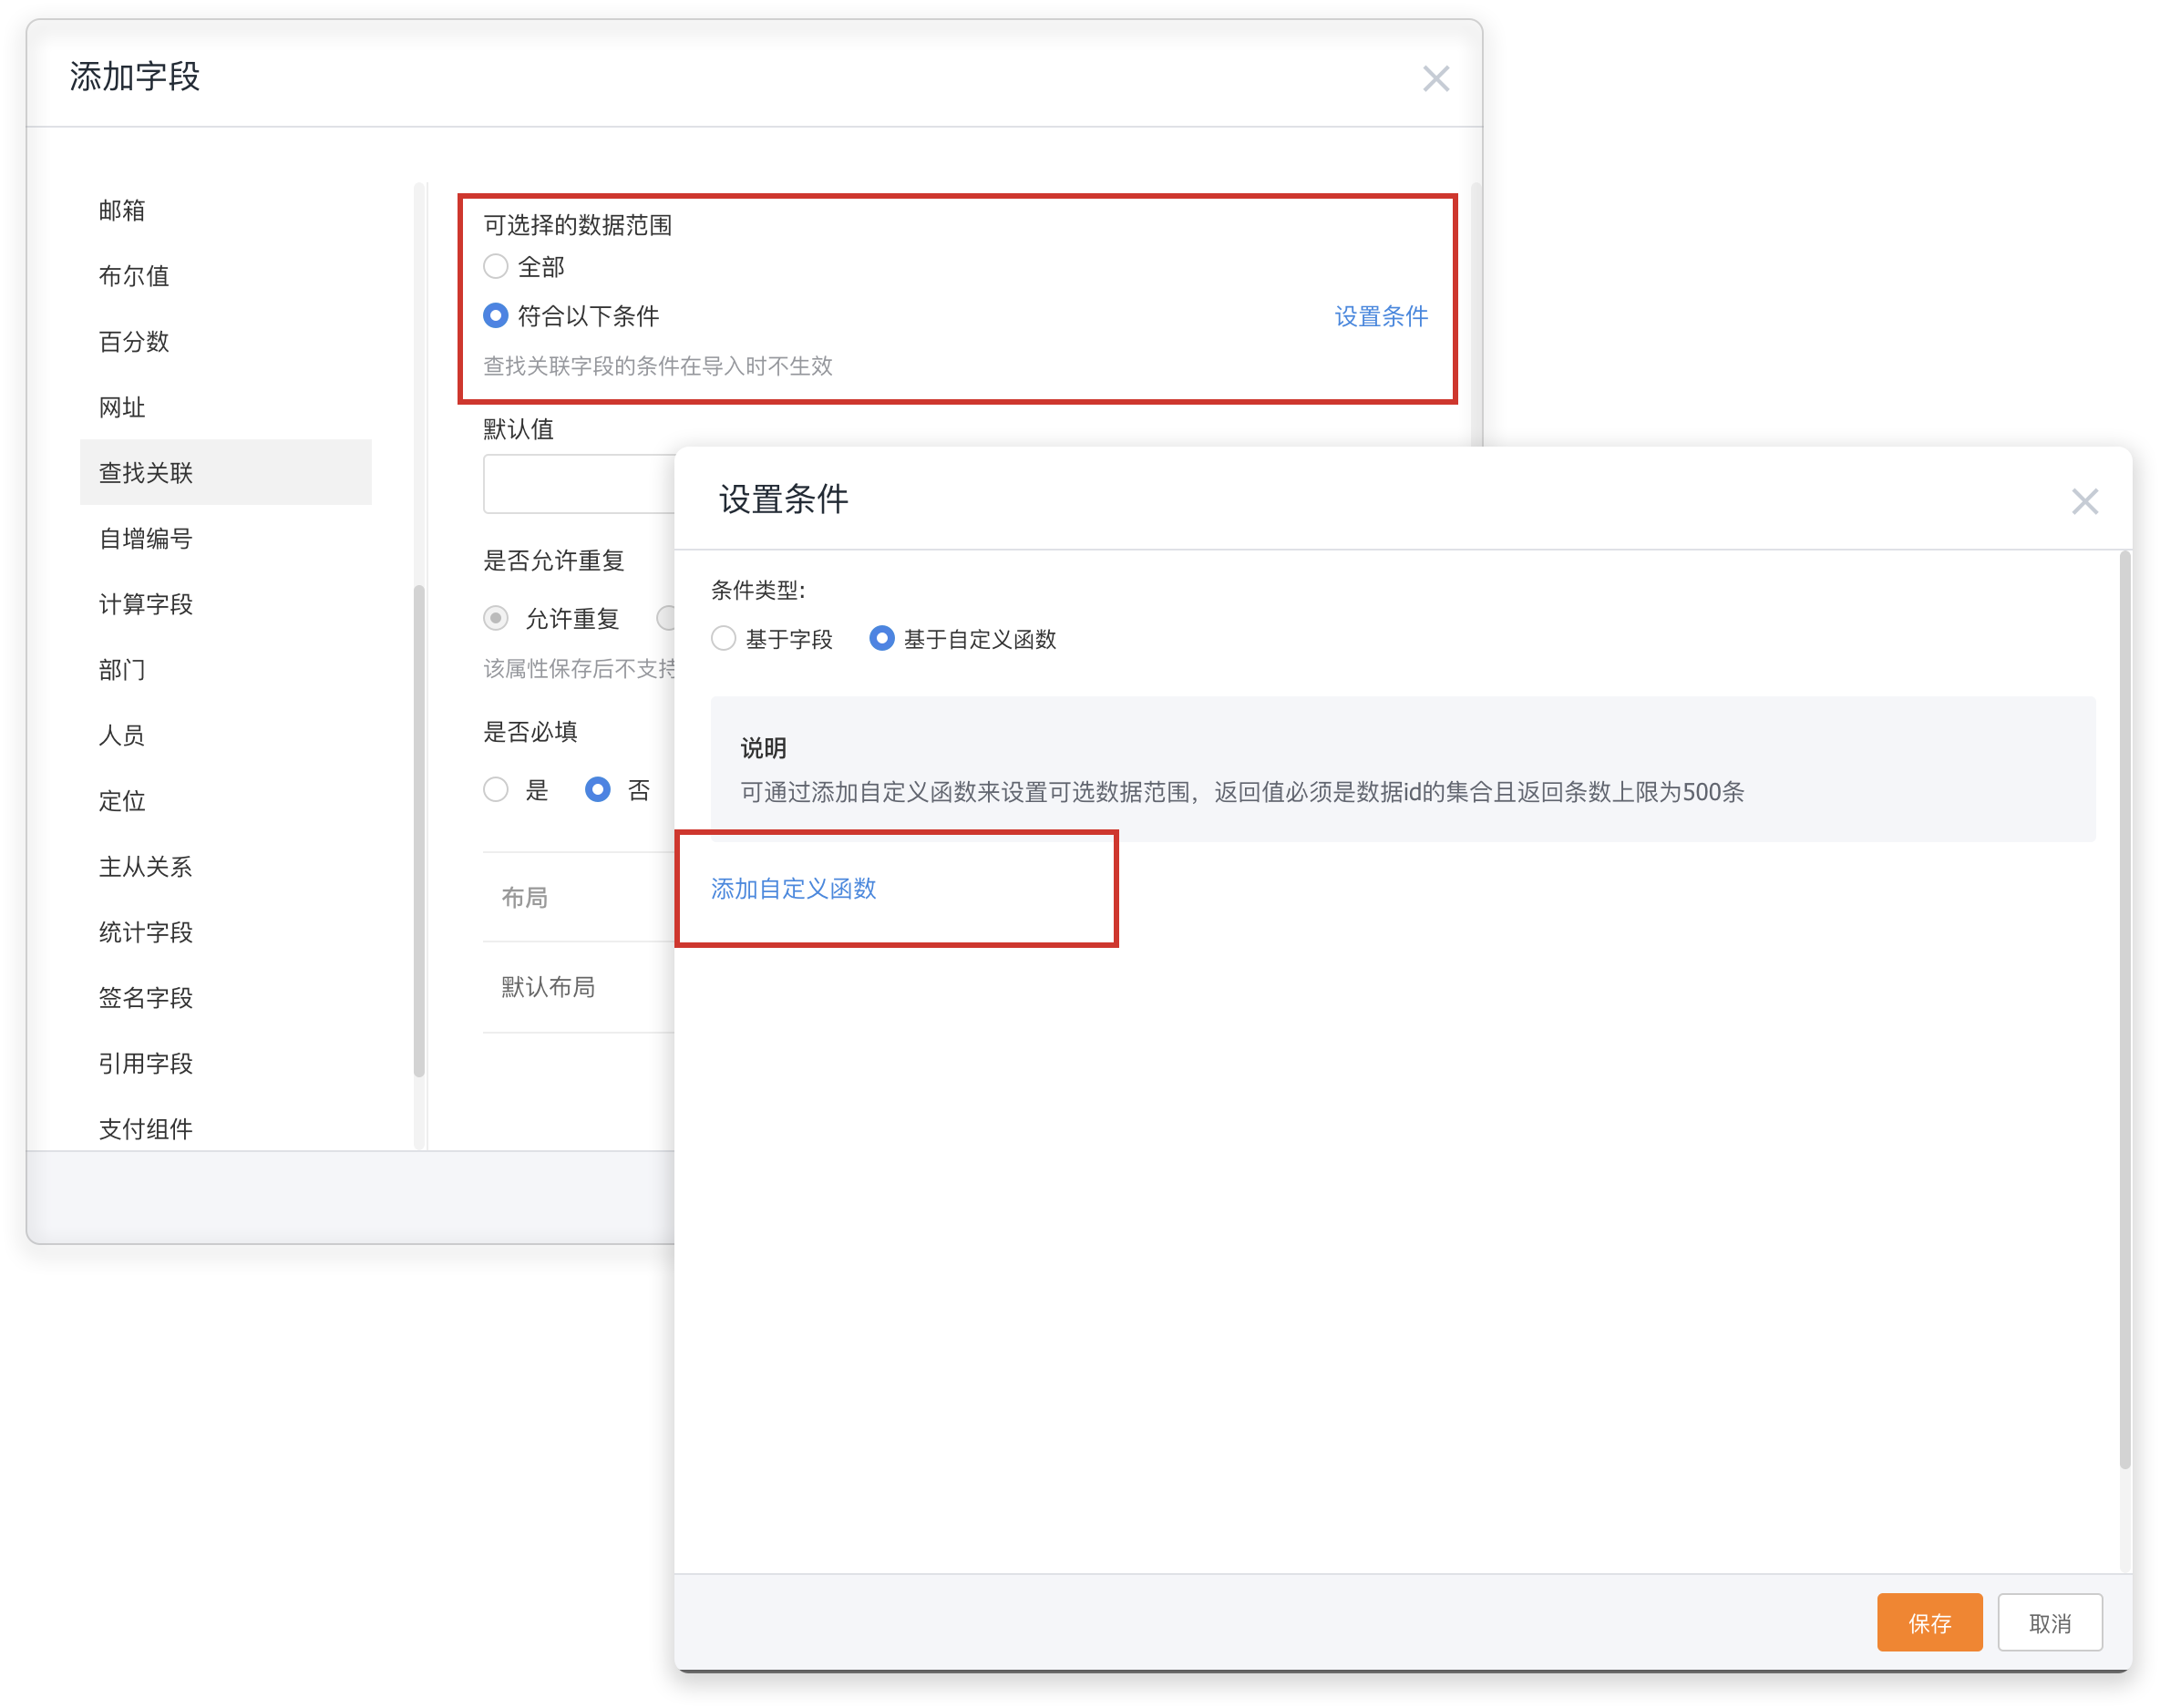 添加字段
邮箱
布尔值
百分数
网址
查找关联
自增编号
计算字段
部门
人员
定位
主从关系
统计字段
签名字段
引用字段
支付组件
可选择的数据范围
全部
符合以下条件 设置条件
查找关联字段的条件在导入时不生效
默认值
是否允许重复
允许重复
该属性保存后不支持
是否必填
是 否
布局
默认布局
设置条件
条件类型:
基于字段 基于自定义函数
说明
可通过添加自定义函数来设置可选数据范围，返回值必须是数据id的集合且返回条数上限为500条
添加自定义函数
保存 取消